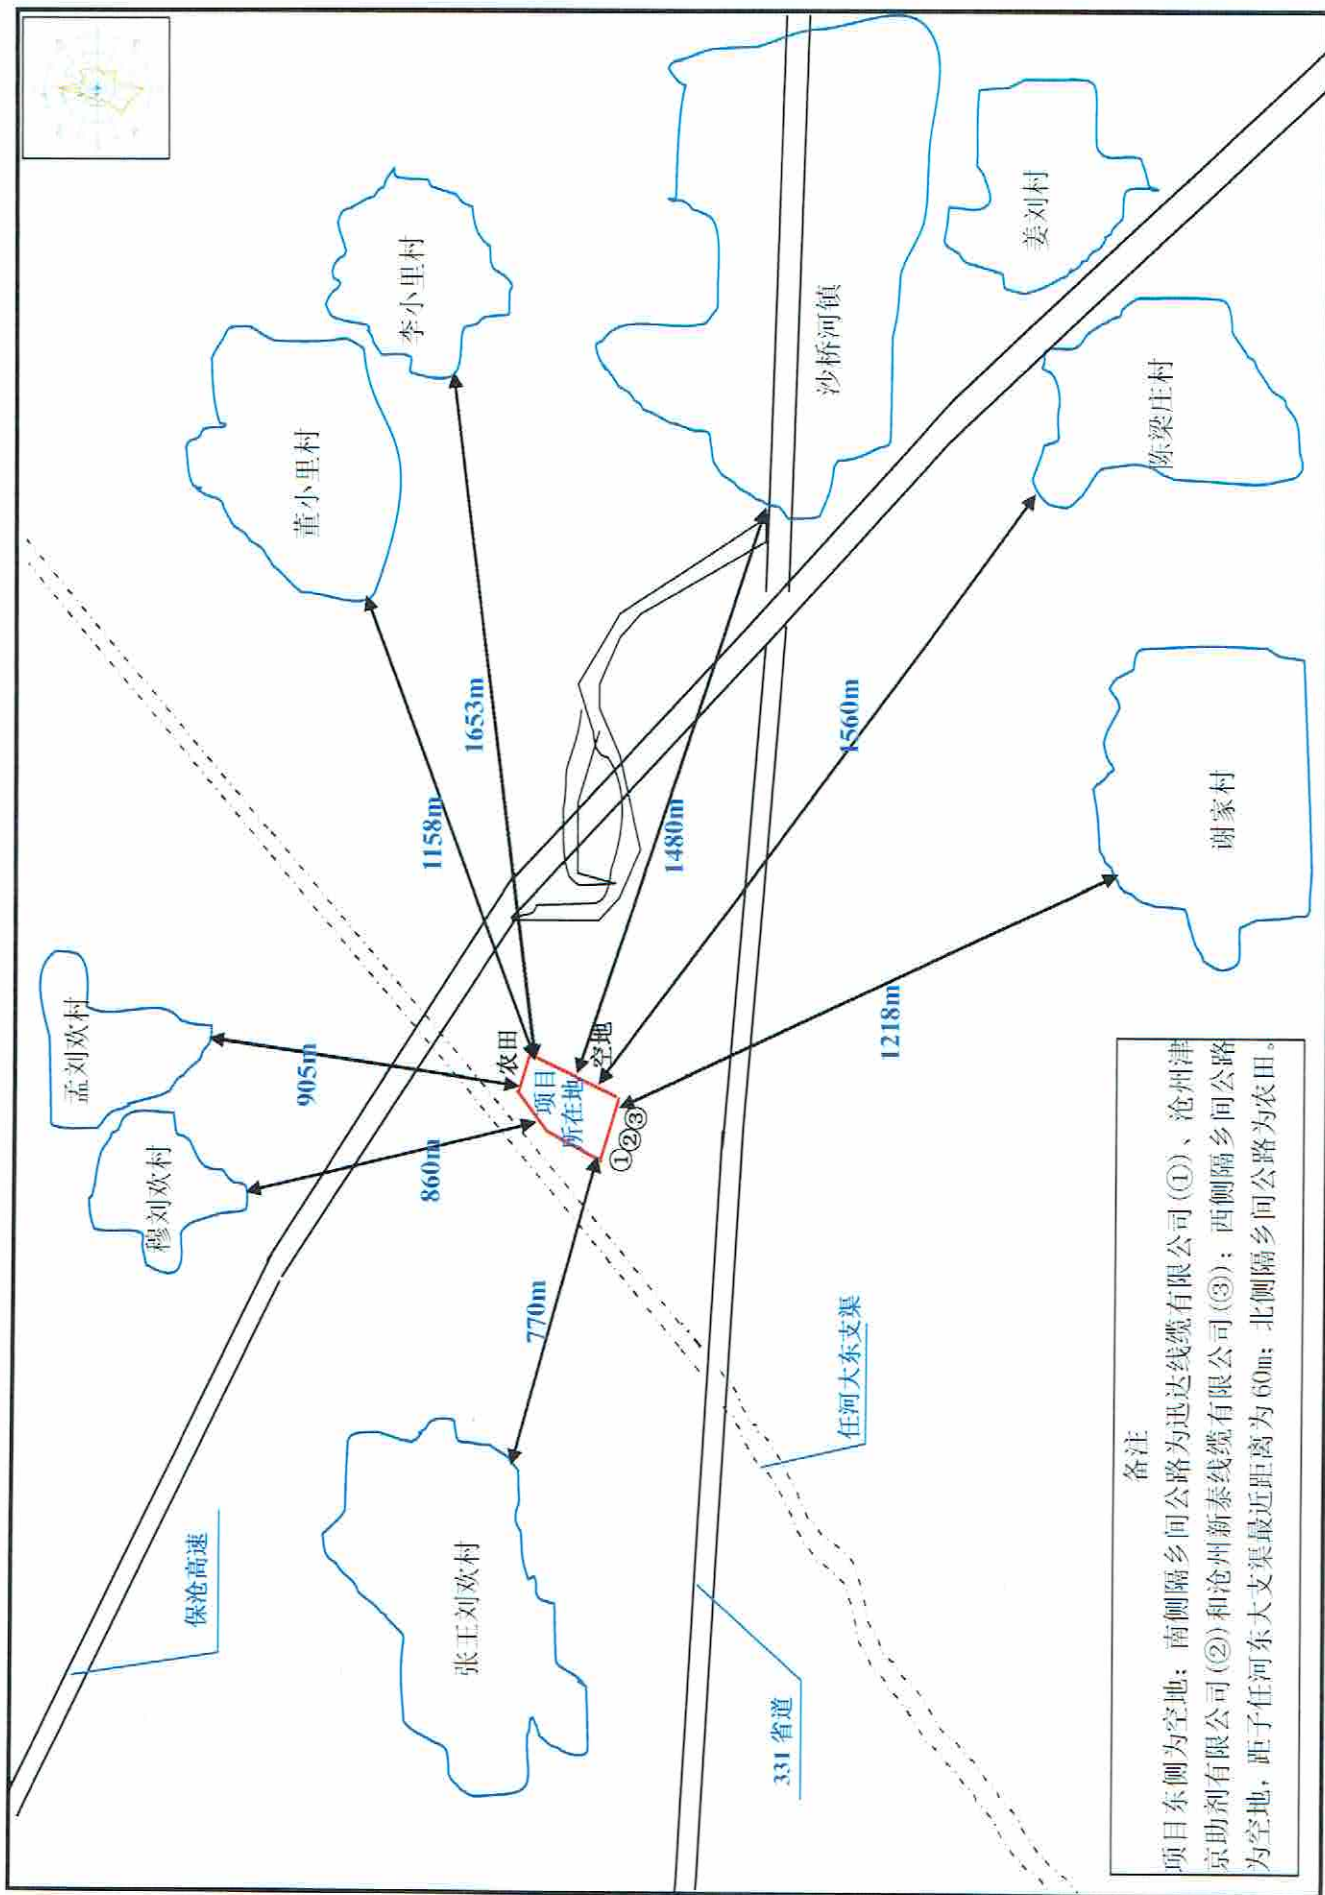 孟刘欢村
穆刘欢村
董小里村
李小里村
905m
860m
1158m
1653m
保沧高速
农田
项目
所在地
空地
①②③
770m
1480m
沙桥河镇
姜刘村
张王刘欢村
1560m
陈梁庄村
331 省道
任河大东支渠
1218m
谢家村
备注
项目东侧为空地；南侧隔乡间公路为迅达线缆有限公司(①)、沧州津
京助剂有限公司(②)和沧州新泰线缆有限公司(③)；西侧隔乡间公路
为空地，距子任河东大支渠最近距离为 60m；北侧隔乡间公路为农田。